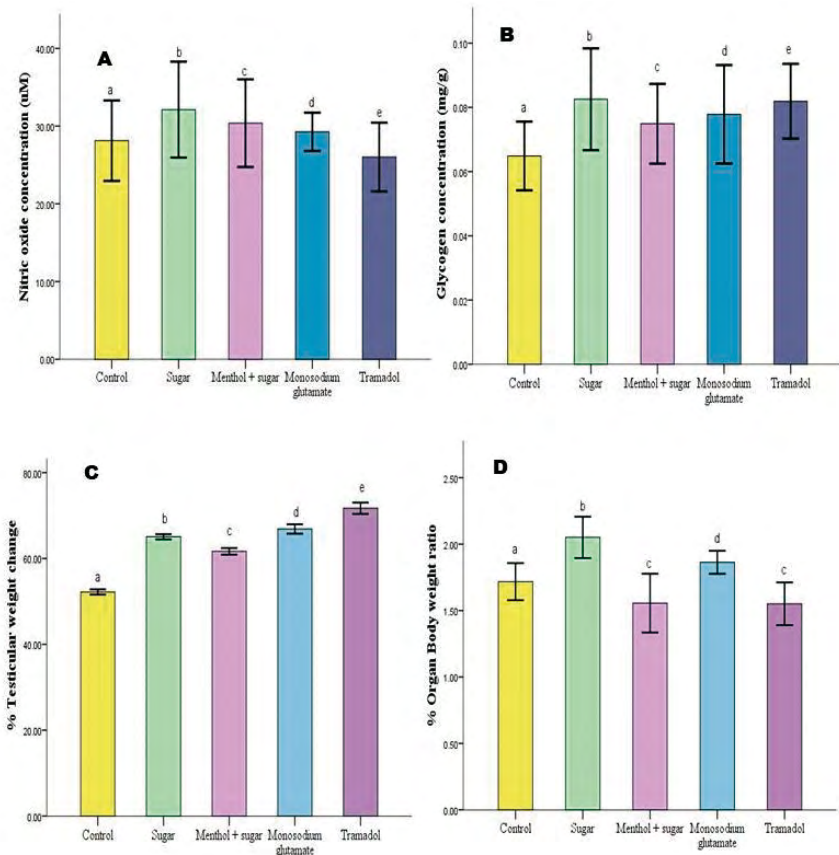 A
Nitric oxide concentration (uM)
40.00
30.00
20.00
10.00
0.00
a
b
c
d
e
Control
Sugar
Menthol + sugar
Monosodium
glutamate
Tramadol
B
Glycogen concentration (mg/g)
0.10
0.08
0.06
0.04
0.02
0.00
a
b
c
d
e
Control
Sugar
Menthol + sugar
Monosodium
glutamate
Tramadol
C
% Testicular weight change
80.00
60.00
40.00
20.00
0.00
a
b
c
d
e
Control
Sugar
Menthol + sugar
Monosodium
glutamate
Tramadol
D
% Organ Body weight ratio
2.50
2.00
1.50
1.00
0.50
0.00
a
b
c
d
c
Control
Sugar
Menthol + sugar
Monosodium
glutamate
Tramadol